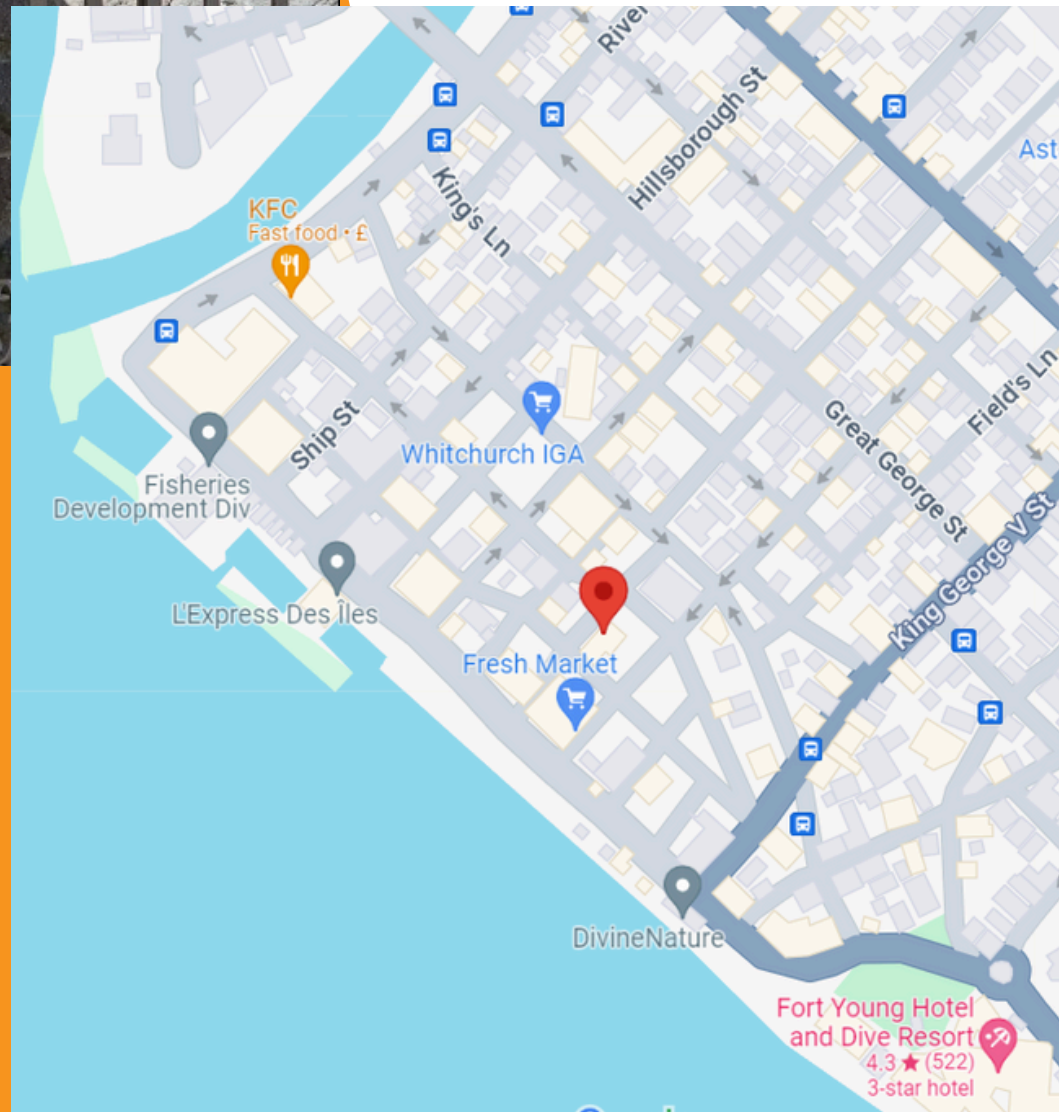 River
Hillsborough St
Ast
King's Ln
KFC
Fast food • £
Field's Ln
Great George St
Ship St
Whitchurch IGA
Fisheries
Development Div
King George V St
L'Express Des Îles
Fresh Market
DivineNature
Fort Young Hotel
and Dive Resort
4.3 ★ (522)
3-star hotel